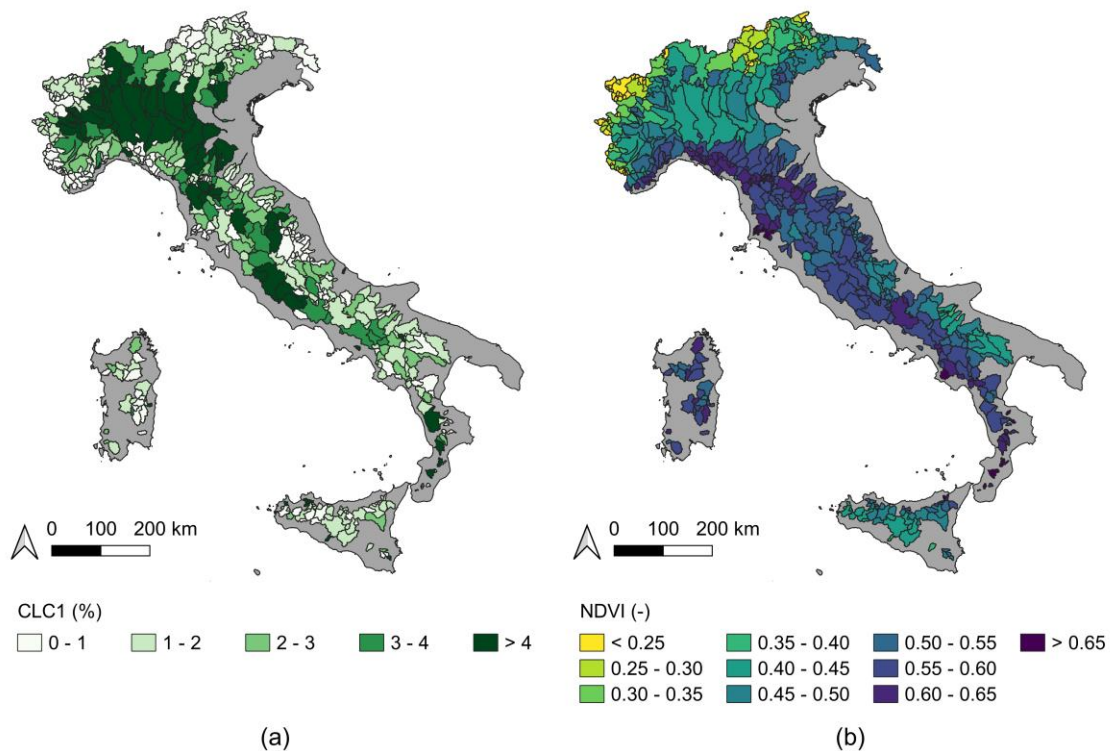 0 100 200 km
CLC1 (%)
0 - 1 1 - 2 2 - 3 3 - 4 > 4
(a)
0 100 200 km
NDVI (-)
< 0.25 0.35 - 0.40 0.50 - 0.55 > 0.65
0.25 - 0.30 0.40 - 0.45 0.55 - 0.60
0.30 - 0.35 0.45 - 0.50 0.60 - 0.65
(b)